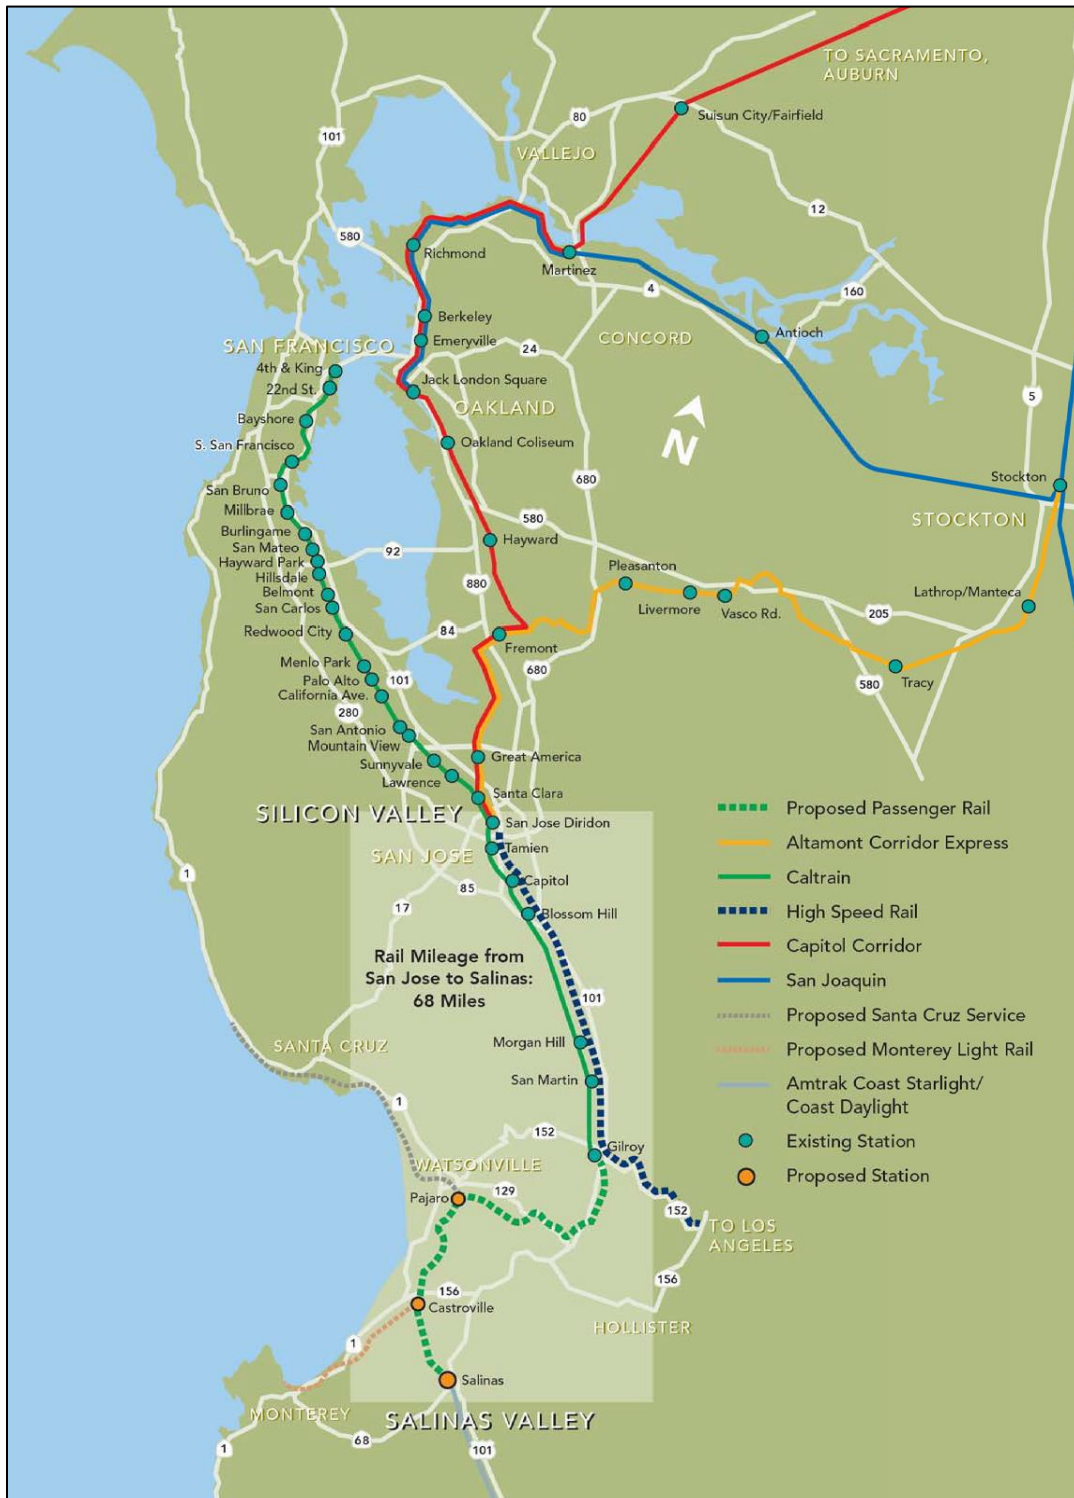 TO SACRAMENTO,
AUBURN
Suisun City/Fairfield
80
101
VALLEJO
12
580
Richmond
Martinez
4
160
Berkeley
Antioch
CONCORD
Emeryville
SAN FRANCISCO
24
4th & King
22nd St.
Jack London Square
5
OAKLAND
Bayshore
N
S. San Francisco
Oakland Coliseum
680
Stockton
San Bruno
Millbrae
580
STOCKTON
Burlingame
Hayward
San Mateo
92
Hayward Park
Pleasanton
Hillsdale
880
Belmont
Lathrop/Manteca
San Carlos
Livermore
Vasco Rd.
205
Redwood City
84
Fremont
Menlo Park
680
Palo Alto
101
Tracy
580
California Ave.
280
San Antonio
Mountain View
Great America
Sunnyvale
Lawrence
Santa Clara
SILICON VALLEY
Proposed Passenger Rail
San Jose Diridon
Altamont Corridor Express
SAN JOSE
Tamien
1
Caltrain
Capitol
85
17
Blossom Hill
High Speed Rail
Capitol Corridor
Rail Mileage from
San Jose to Salinas:
68 Miles
San Joaquin
101
Proposed Santa Cruz Service
SANTA CRUZ
Morgan Hill
Proposed Monterey Light Rail
San Martin
Amtrak Coast Starlight/
Coast Daylight
1
152
Existing Station
Gilroy
WATSONVILLE
Proposed Station
129
Pajaro
152
TO LOS
ANGELES
156
156
Castroville
HOLLISTER
1
Salinas
MONTEREY
SALINAS VALLEY
68
1
101